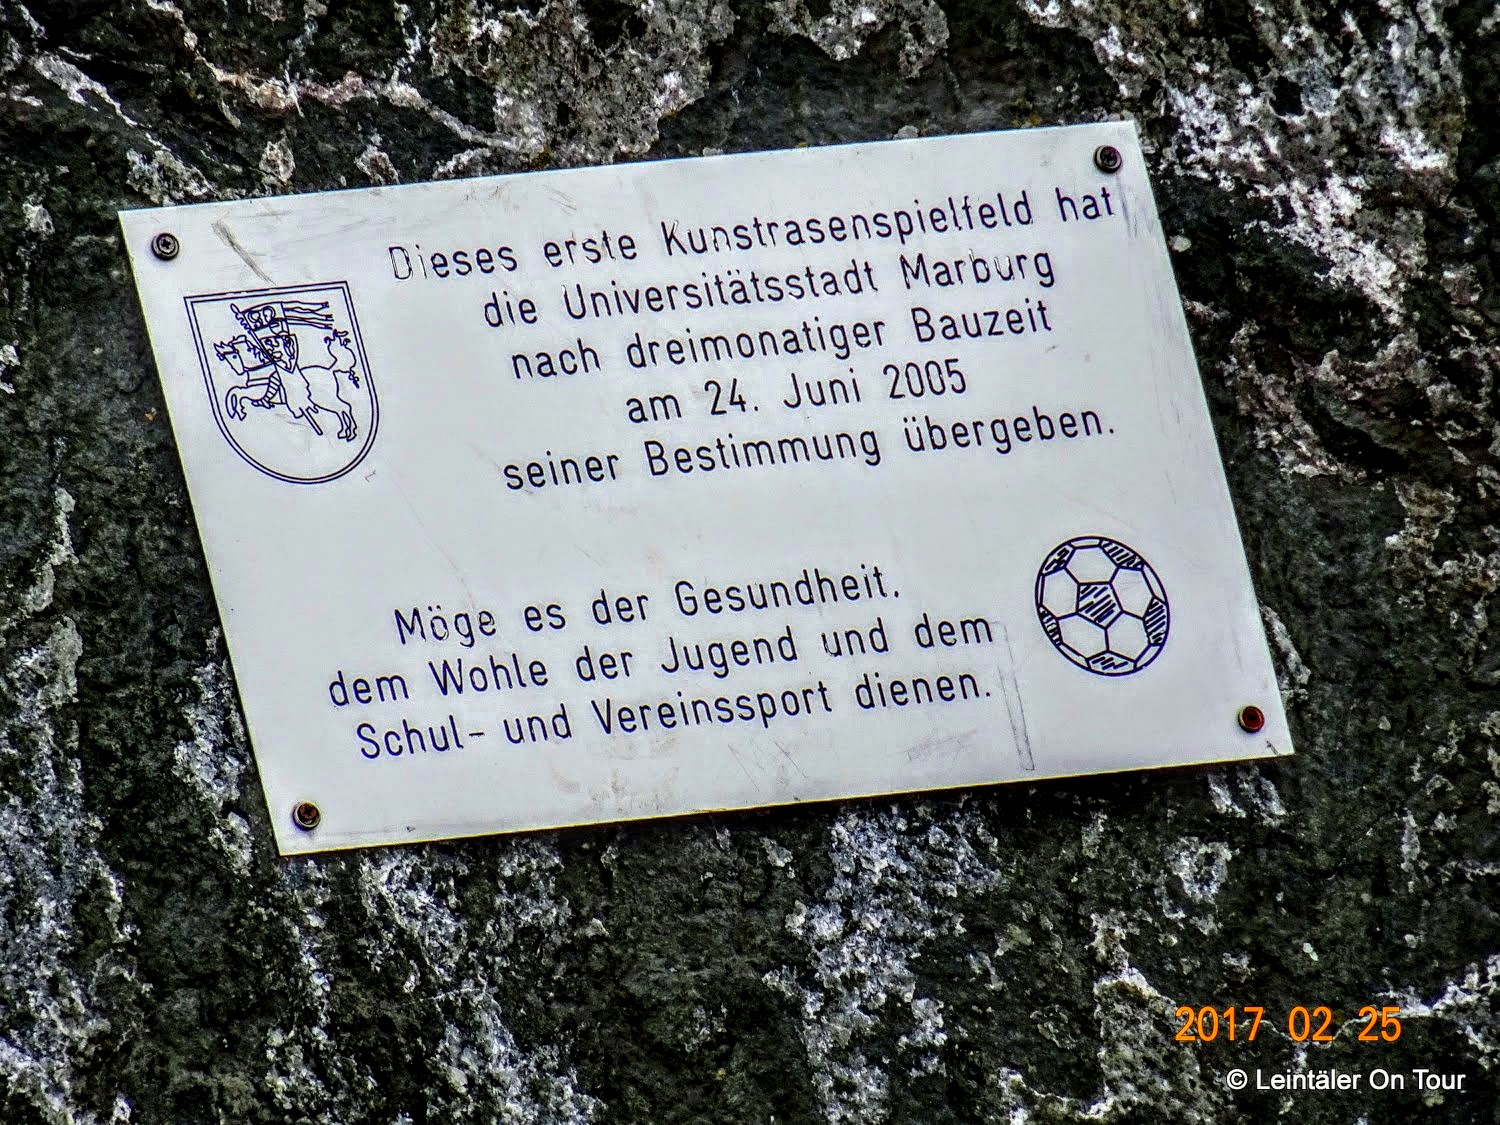 Dieses erste Kunstrasenspielfeld hat
die Universitätsstadt Marburg
nach dreimonatiger Bauzeit
am 24. Juni 2005
seiner Bestimmung übergeben.
Möge es der Gesundheit,
dem Wohle der Jugend und dem
Schul- und Vereinssport dienen.
2017 02 25
© Leintäler On Tour